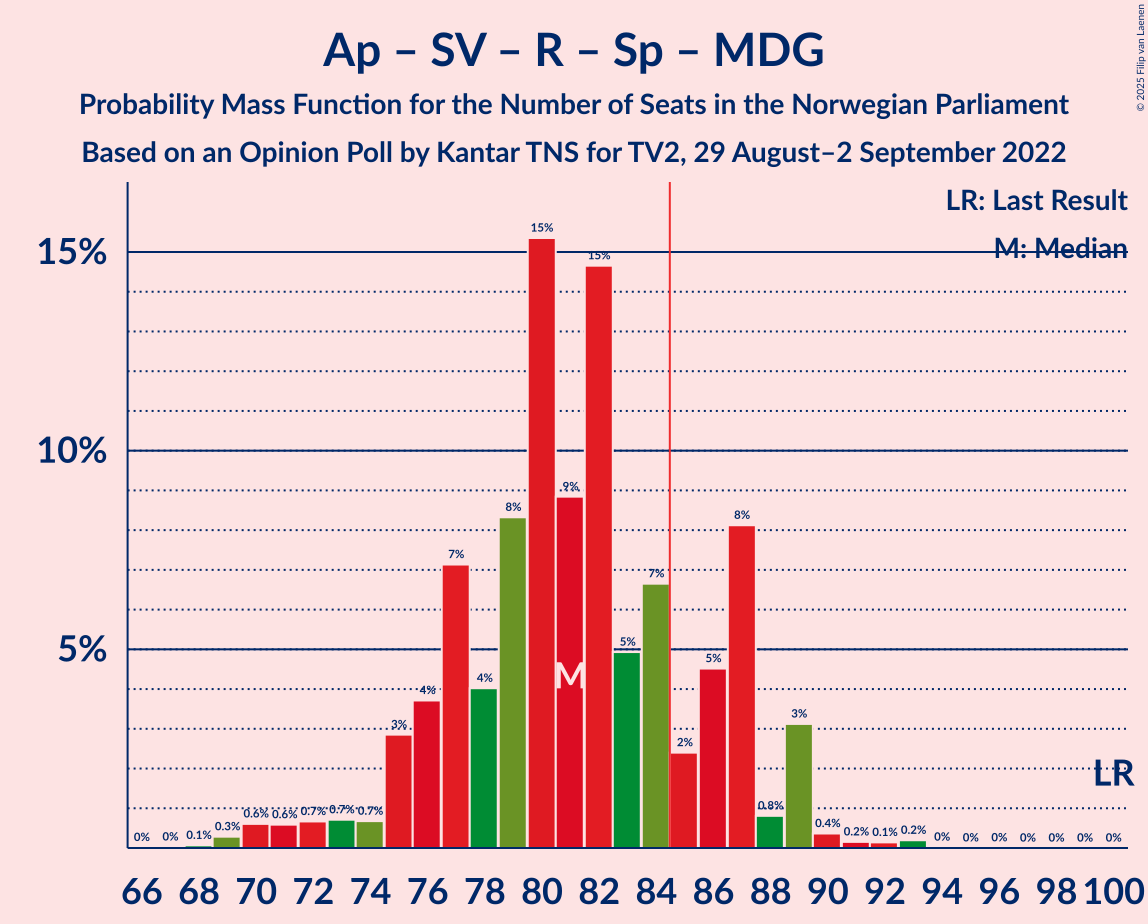 Ap – SV – R – Sp – MDG
Probability Mass Function for the Number of Seats in the Norwegian Parliament
Based on an Opinion Poll by Kantar TNS for TV2, 29 August–2 September 2022
© 2025 Filip van Laenen
LR: Last Result
M: Median
15%
10%
5%
0% 0% 0.1% 0.3% 0.6% 0.6% 0.7% 0.7% 0.7% 3% 4% 7% 4% 8% 15% 9% 15% 5% 7% 2% 5% 8% 0.8% 3% 0.4% 0.2% 0.1% 0.2% 0% 0% 0% 0% 0% 0% 0%
M
LR
66 68 70 72 74 76 78 80 82 84 86 88 90 92 94 96 98 100